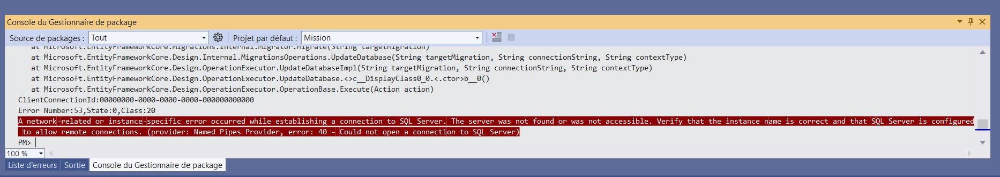 Console du Gestionnaire de package
Source de packages : Tout Projet par défaut : Mission
at Microsoft.EntityFrameworkCore.Migrations.Internal.Migrator.Migrate(String targetMigration)
at Microsoft.EntityFrameworkCore.Design.Internal.MigrationsOperations.UpdateDatabase(String targetMigration, String connectionString, String contextType)
at Microsoft.EntityFrameworkCore.Design.OperationExecutor.UpdateDatabaseImpl(String targetMigration, String connectionString, String contextType)
at Microsoft.EntityFrameworkCore.Design.OperationExecutor.UpdateDatabase.<>c__DisplayClass0_0.<.ctor>b__0()
at Microsoft.EntityFrameworkCore.Design.OperationExecutor.OperationBase.Execute(Action action)
ClientConnectionId:00000000-0000-0000-0000-000000000000
Error Number:53,State:0,Class:20
A network-related or instance-specific error occurred while establishing a connection to SQL Server. The server was not found or was not accessible. Verify that the instance name is correct and that SQL Server is configured
to allow remote connections. (provider: Named Pipes Provider, error: 40 - Could not open a connection to SQL Server)
PM>
100 %
Liste d'erreurs Sortie Console du Gestionnaire de package